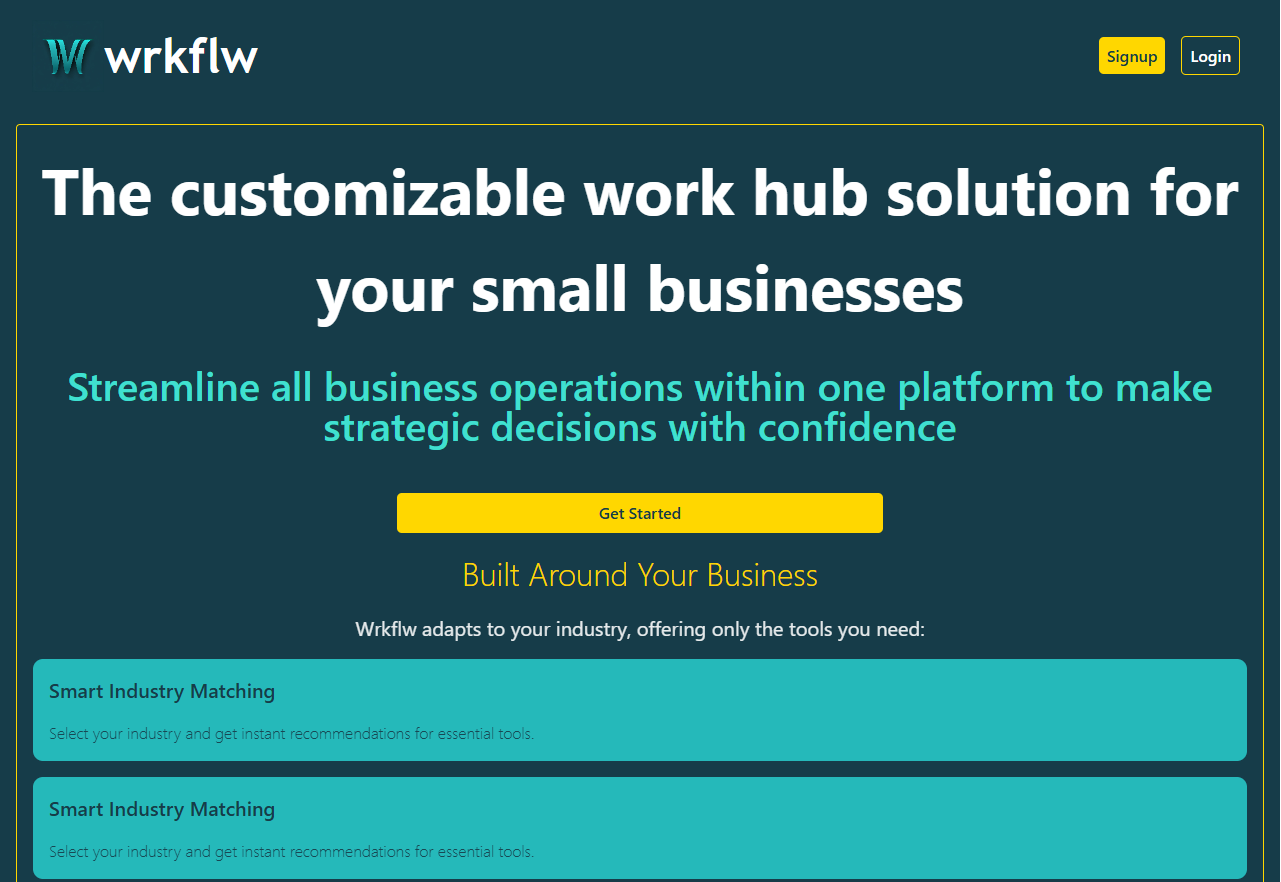 W wrkflw
Signup
Login
The customizable work hub solution for
your small businesses
Streamline all business operations within one platform to make
strategic decisions with confidence
Get Started
Built Around Your Business
Wrkflw adapts to your industry, offering only the tools you need:
Smart Industry Matching
Select your industry and get instant recommendations for essential tools.
Smart Industry Matching
Select your industry and get instant recommendations for essential tools.